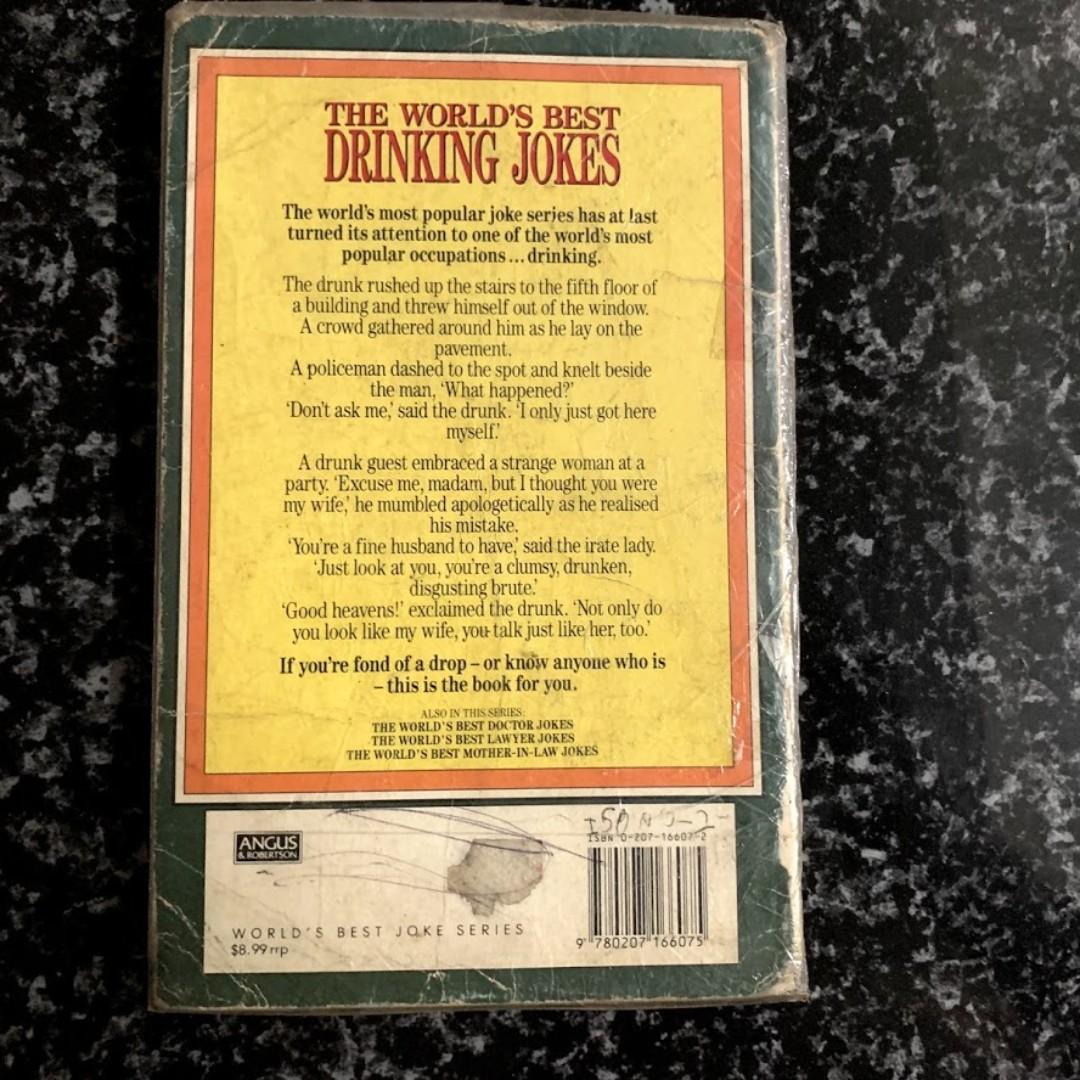 THE WORLD'S BEST
DRINKING JOKES
The world's most popular joke series has at last
turned its attention to one of the world's most
popular occupations...drinking.
The drunk rushed up the stairs to the fifth floor of
a building and threw himself out of the window.
A crowd gathered around him as he lay on the
pavement.
A policeman dashed to the spot and knelt beside
the man, 'What happened?'
'Don't ask me,' said the drunk. 'I only just got here
myself.'
A drunk guest embraced a strange woman at a
party. 'Excuse me, madam, but I thought you were
my wife,' he mumbled apologetically as he realised
his mistake.
'You're a fine husband to have,' said the irate lady.
'Just look at you, you're a clumsy, drunken,
disgusting brute.'
'Good heavens!' exclaimed the drunk. 'Not only do
you look like my wife, you talk just like her, too.'
If you're fond of a drop – or know anyone who is
– this is the book for you.
ALSO IN THIS SERIES:
THE WORLD'S BEST DOCTOR JOKES
THE WORLD'S BEST LAWYER JOKES
THE WORLD'S BEST MOTHER-IN-LAW JOKES
ANGUS
& ROBERTSON
ISBN 0-207-16607-2
WORLD'S BEST JOKE SERIES
$8.99 rrp
9 780207 166075